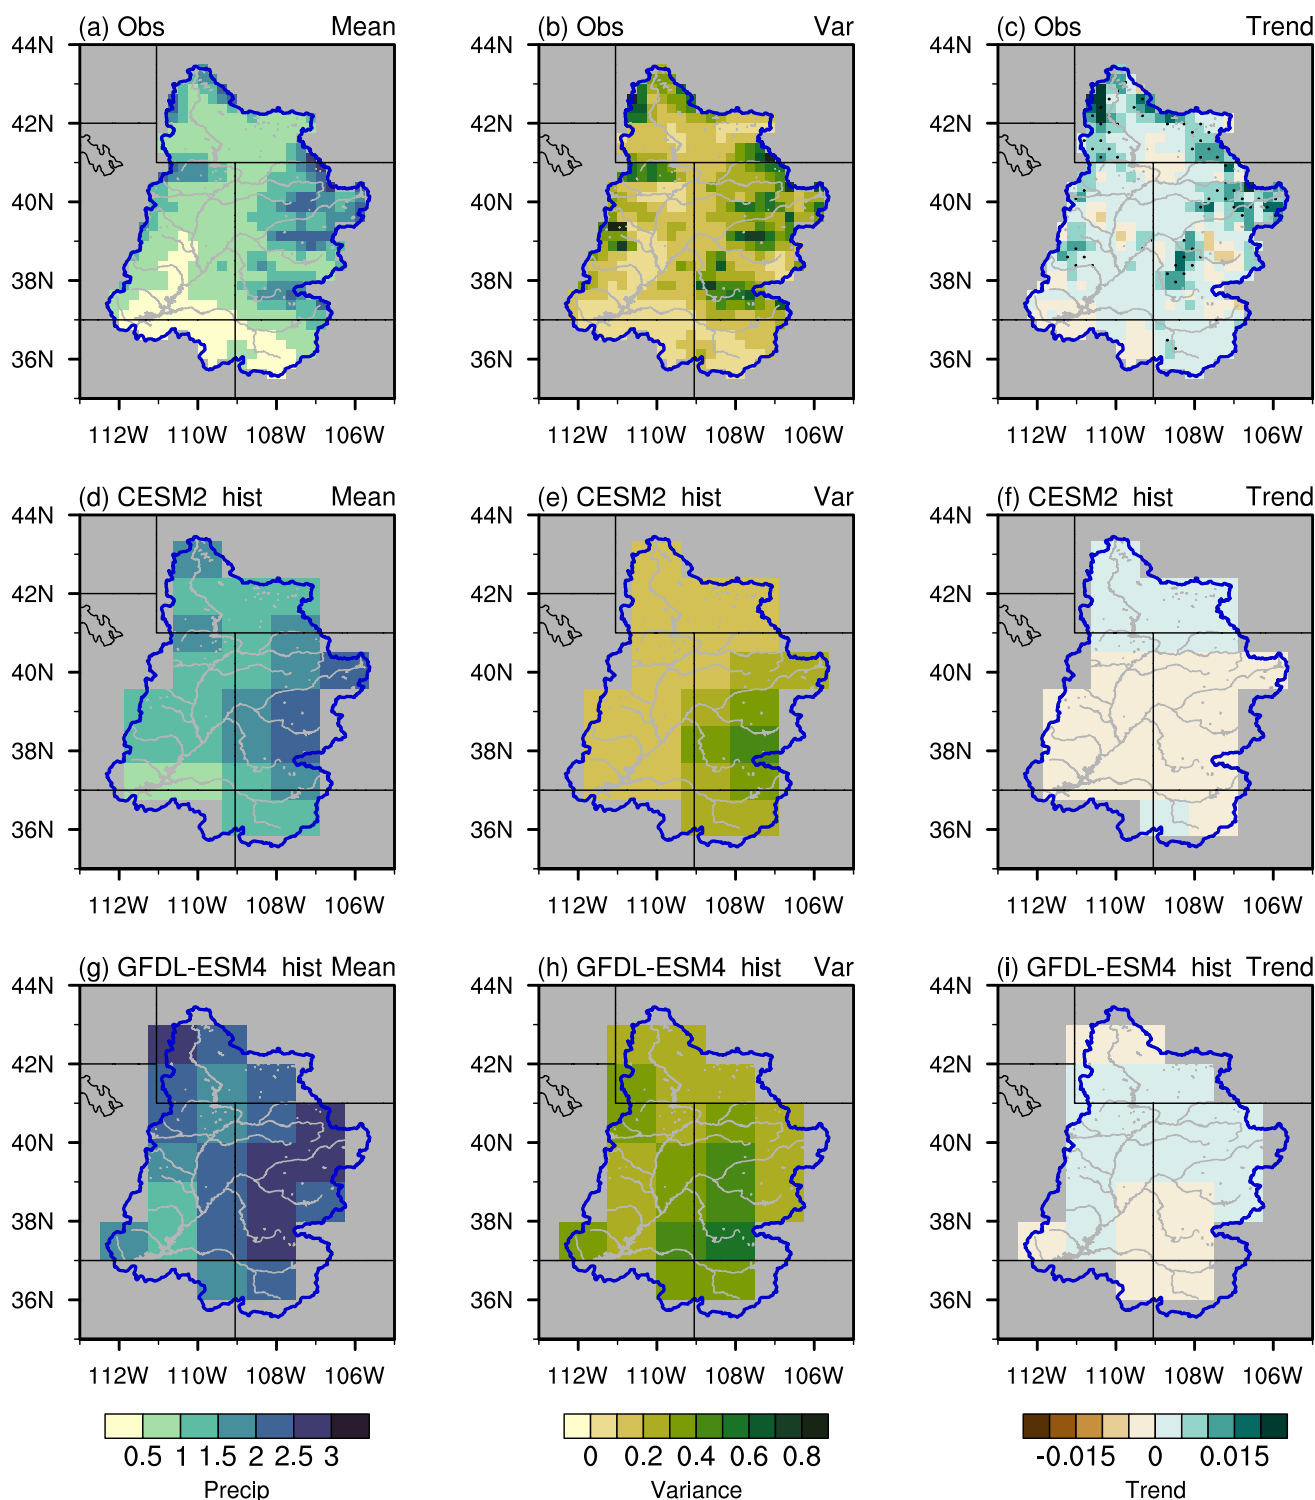 (a) Obs Mean (b) Obs Var (c) Obs Trend
44N 44N 44N
42N 42N 42N
40N 40N 40N
38N 38N 38N
36N 36N 36N
112W 110W 108W 106W 112W 110W 108W 106W 112W 110W 108W 106W
(d) CESM2 hist Mean (e) CESM2 hist Var (f) CESM2 hist Trend
44N 44N 44N
42N 42N 42N
40N 40N 40N
38N 38N 38N
36N 36N 36N
112W 110W 108W 106W 112W 110W 108W 106W 112W 110W 108W 106W
(g) GFDL-ESM4 hist Mean (h) GFDL-ESM4 hist Var (i) GFDL-ESM4 hist Trend
44N 44N 44N
42N 42N 42N
40N 40N 40N
38N 38N 38N
36N 36N 36N
112W 110W 108W 106W 112W 110W 108W 106W 112W 110W 108W 106W
0.5 1 1.5 2 2.5 3 0 0.2 0.4 0.6 0.8 -0.015 0 0.015
Precip Variance Trend